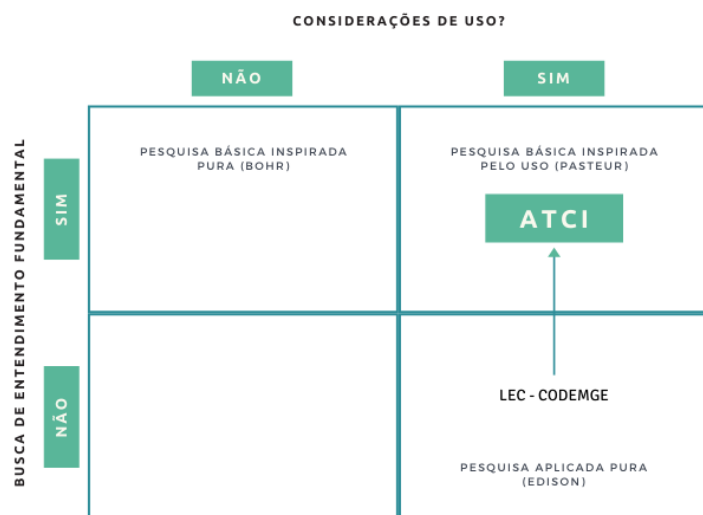 CONSIDERAÇÕES DE USO?
NÃO
SIM
BUSCA DE ENTENDIMENTO FUNDAMENTAL
SIM
PESQUISA BÁSICA INSPIRADA
PURA (BOHR)
PESQUISA BÁSICA INSPIRADA
PELO USO (PASTEUR)
ATCI
NÃO
LEC - CODEMGE
PESQUISA APLICADA PURA
(EDISON)